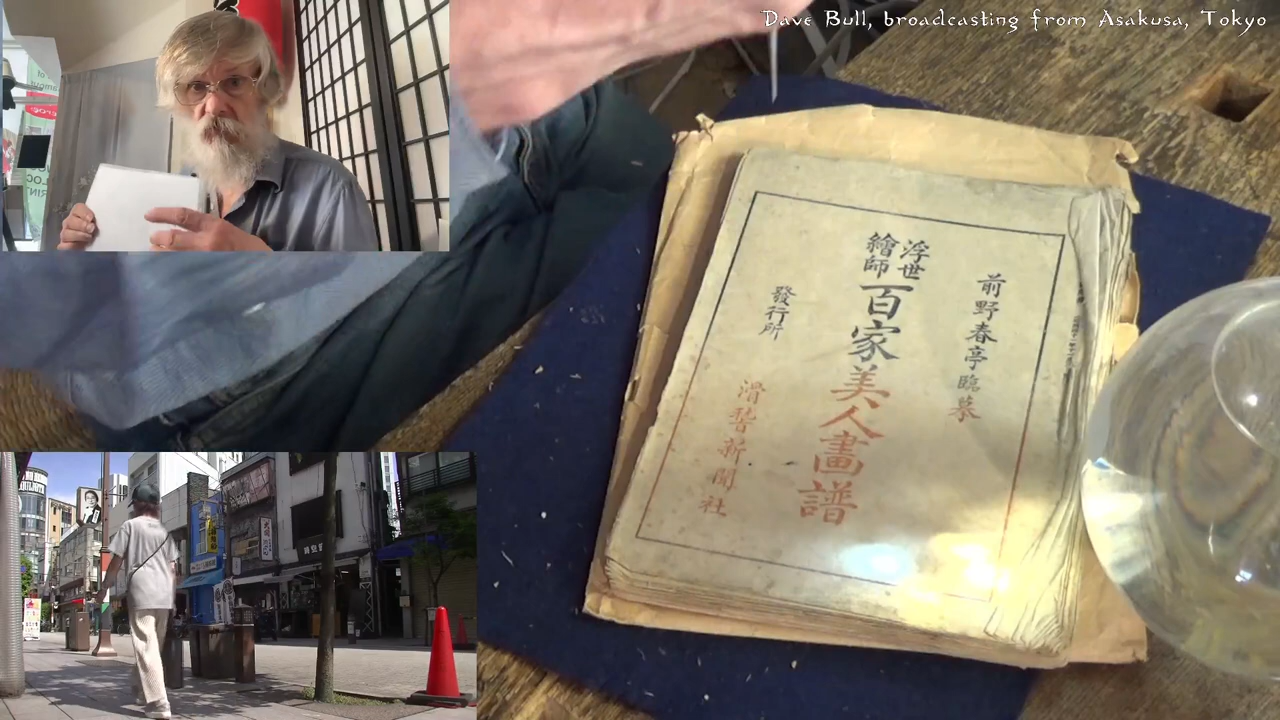 Dave Bull, broadcasting from Asakusa, Tokyo
前野春亭臨摹
浮世
繪師
百家美人畫譜
發行所
滑稽新聞社